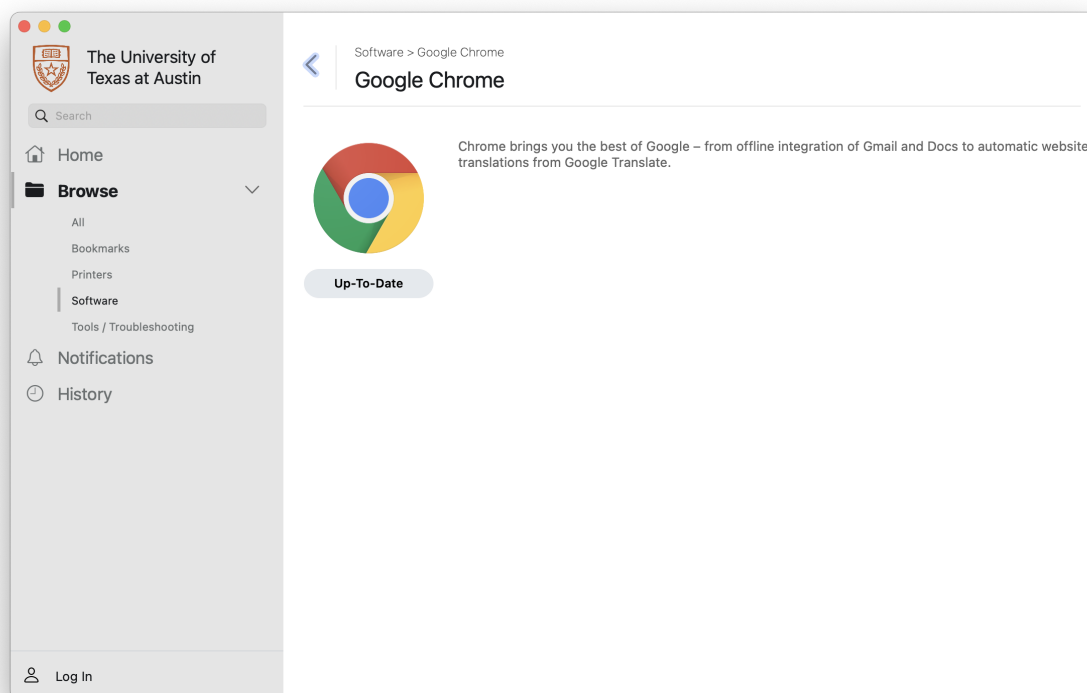 The University of
Texas at Austin
Search
Home
Browse
All
Bookmarks
Printers
Software
Tools / Troubleshooting
Notifications
History
Log In
Software > Google Chrome
Google Chrome
Chrome brings you the best of Google – from offline integration of Gmail and Docs to automatic website
translations from Google Translate.
Up-To-Date